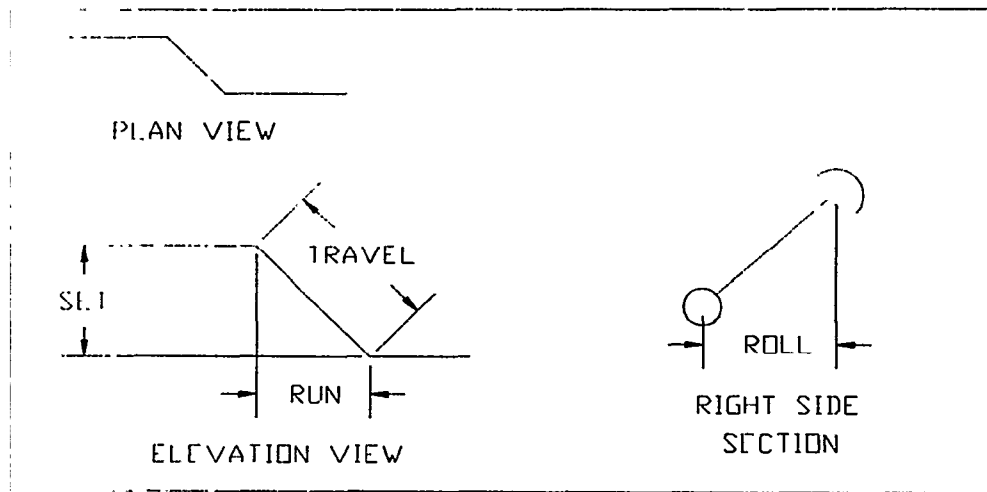 PLAN VIEW
TRAVEL
SET
ROLL
RUN
RIGHT SIDE
SECTION
ELEVATION VIEW